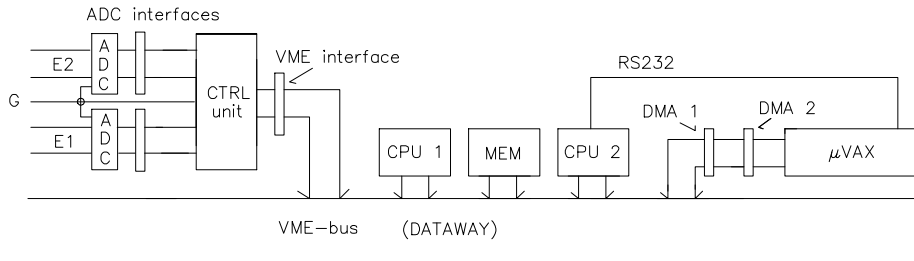 ADC interfaces
E2
A
D
C
G
CTRL
unit
VME interface
E1
A
D
C
CPU 1
MEM
CPU 2
RS232
DMA 1
DMA 2
μVAX
VME-bus (DATAWAY)